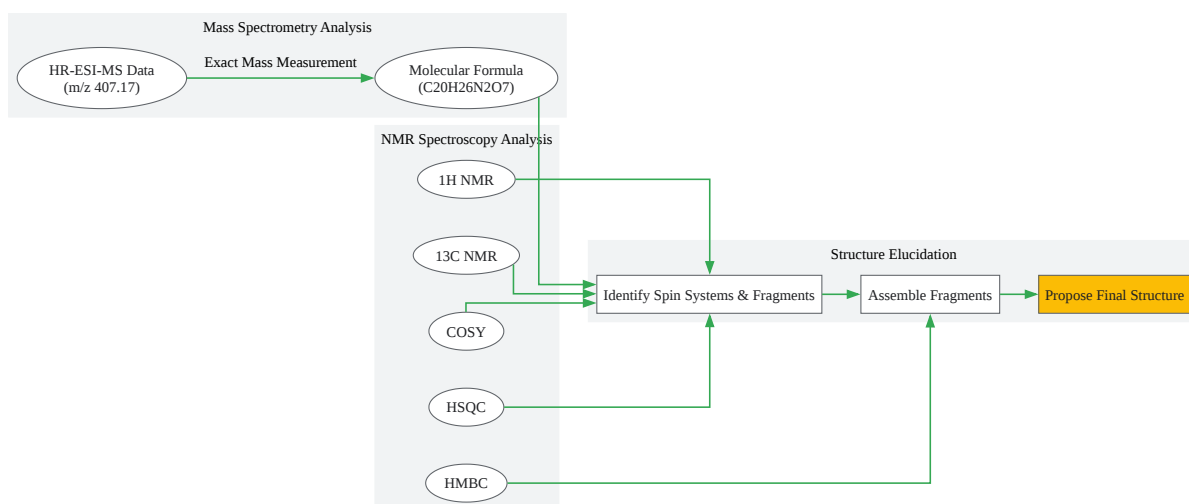 Mass Spectrometry Analysis
HR-ESI-MS Data
(m/z 407.17)
Exact Mass Measurement
Molecular Formula
(C20H26N2O7)
NMR Spectroscopy Analysis
1H NMR
13C NMR
COSY
HSQC
HMBC
Structure Elucidation
Identify Spin Systems & Fragments
Assemble Fragments
Propose Final Structure